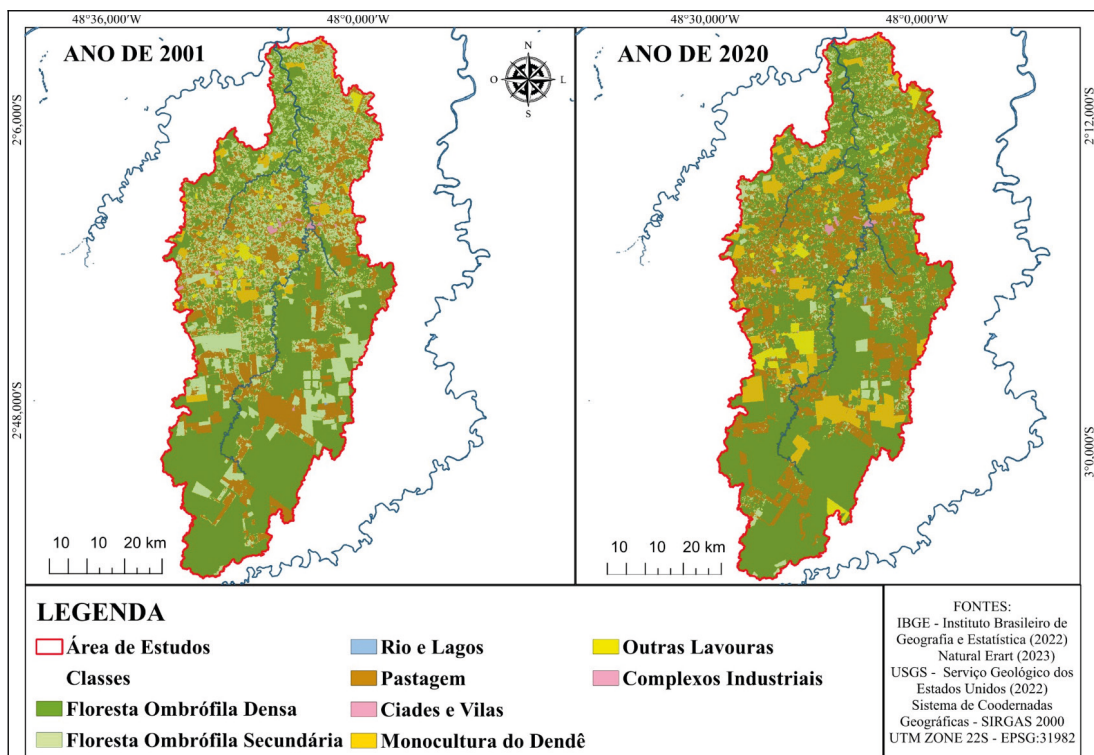 48°36,000'W
48°0,000'W
48°30,000'W
48°0,000'W
ANO DE 2001
ANO DE 2020
N
O
L
S
2°6,000'S
2°48,000'S
2°12,000'S
3°0,000'S
10 10 20 km
10 10 20 km
LEGENDA
Área de Estudos
Classes
Floresta Ombrófila Densa
Floresta Ombrófila Secundária
Rio e Lagos
Pastagem
Ciades e Vilas
Monocultura do Dendê
Outras Lavouras
Complexos Industriais
FONTES:
IBGE - Instituto Brasileiro de
Geografia e Estatística (2022)
Natural Erart (2023)
USGS - Serviço Geológico dos
Estados Unidos (2022)
Sistema de Coodernadas
Geográficas - SIRGAS 2000
UTM ZONE 22S - EPSG:31982